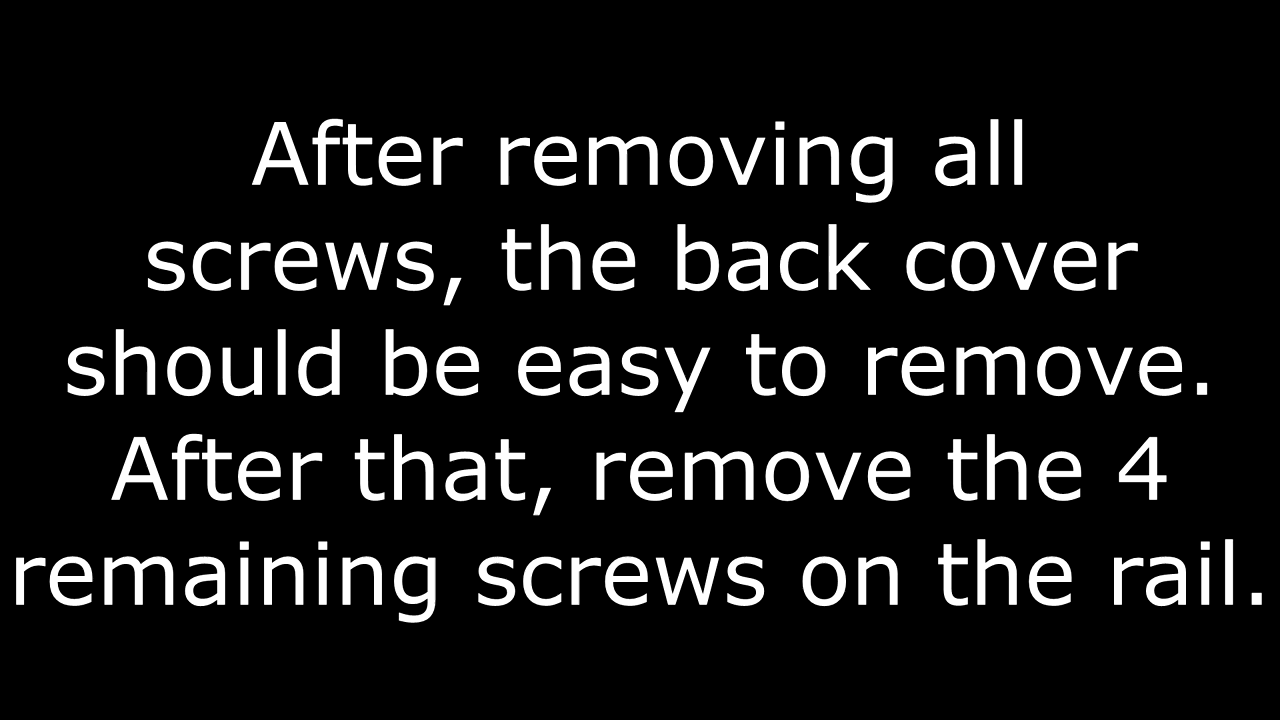 After removing all
screws, the back cover
should be easy to remove.
After that, remove the 4
remaining screws on the rail.